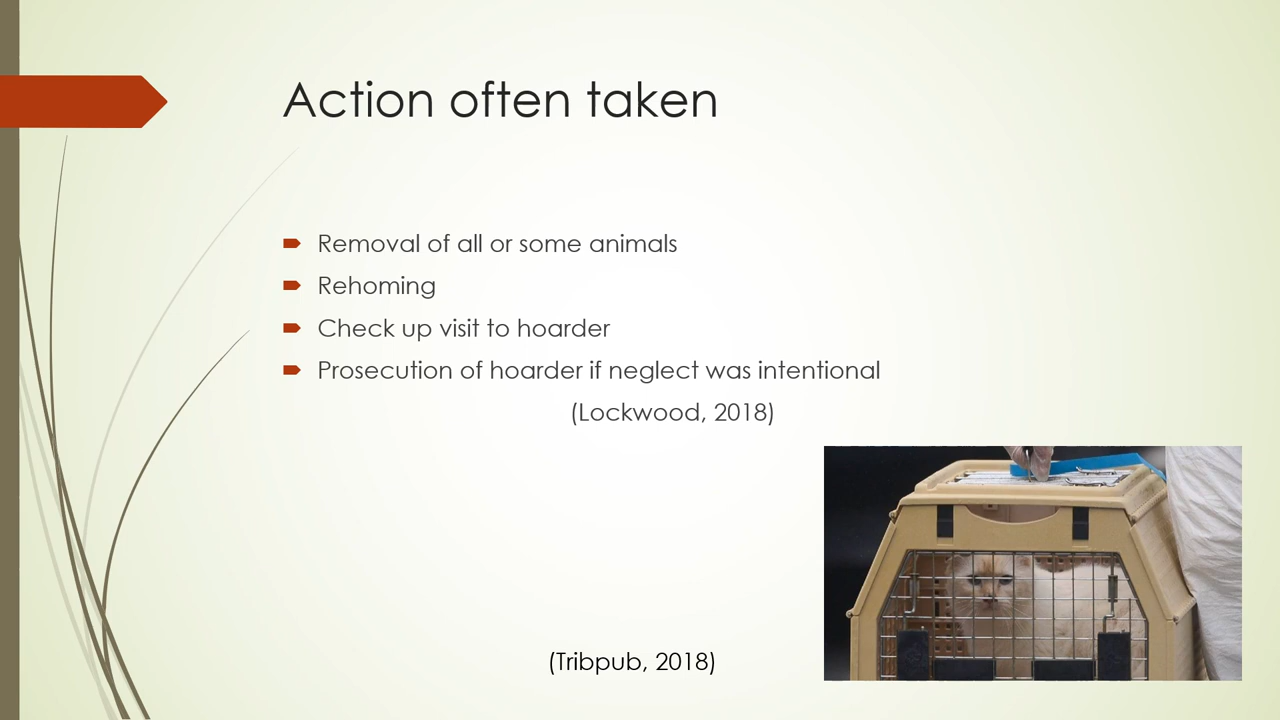 Action often taken
Removal of all or some animals
Rehoming
Check up visit to hoarder
Prosecution of hoarder if neglect was intentional
(Lockwood, 2018)
(Tribpub, 2018)